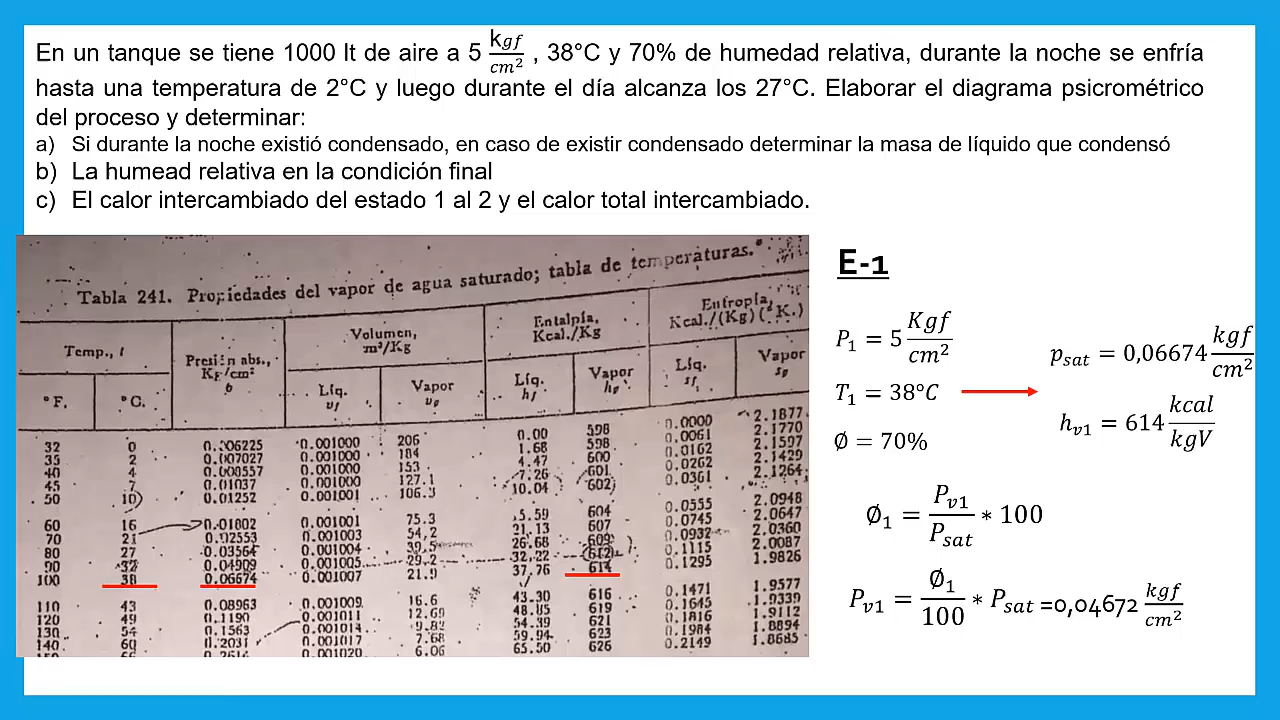 En un tanque se tiene 1000 lt de aire a 5 kgf/cm² , 38°C y 70% de humedad relativa, durante la noche se enfría
hasta una temperatura de 2°C y luego durante el día alcanza los 27°C. Elaborar el diagrama psicrométrico
del proceso y determinar:
a) Si durante la noche existió condensado, en caso de existir condensado determinar la masa de líquido que condensó
b) La humead relativa en la condición final
c) El calor intercambiado del estado 1 al 2 y el calor total intercambiado.
Tabla 241. Propiedades del vapor de agua saturado; tabla de temperaturas.
Temp., t Presión abs., Kg/cm² Volumen, m³/Kg Entalpía, Kcal./Kg Entropía, Kcal./(Kg)(°K.)
°F. °C. Líq. Vapor Líq. hf Vapor Líq. sf Vapor
32 0 0.006225 0.001000 206 0.00 598 0.0000 2.1877
35 2 0.007027 0.001000 184 1.68 598 0.0061 2.1770
40 4 0.008557 0.001000 153 4.47 600 0.0162 2.1597
45 7 0.01037 0.001000 127.1 7.26 601 0.0262 2.1429
50 10 0.01252 0.001001 106.3 10.04 602 0.0361 2.1264
60 16 0.01802 0.001001 75.3 604 0.0555 2.0948
70 21 0.02553 0.001003 54.2 21.13 607 0.0745 2.0647
80 27 0.03564 0.001004 39.5 26.68 609 0.0932 2.0360
90 32 0.04909 0.001005 29.2 32.22 612 0.1115 2.0087
100 38 0.06674 0.001007 21.9 37.76 614 0.1295 1.9826
110 43 0.08963 0.001009 16.6 43.30 616 0.1471 1.9577
120 49 0.1190 0.001011 12.69 48.85 619 0.1645 1.9339
130 54 0.1563 0.001014 9.82 54.39 621 0.1816 1.9112
140 60 0.2031 0.001017 7.68 59.94 623 0.1984 1.8894
0.001020 6.06 65.50 626 0.2149 1.8685
E-1
P₁ = 5 Kgf/cm²
T₁ = 38°C
Ø = 70%
p_sat = 0,06674 kgf/cm²
h_v1 = 614 kcal/kgV
Ø₁ = P_v1/P_sat * 100
P_v1 = Ø₁/100 * P_sat =0,04672 kgf/cm²